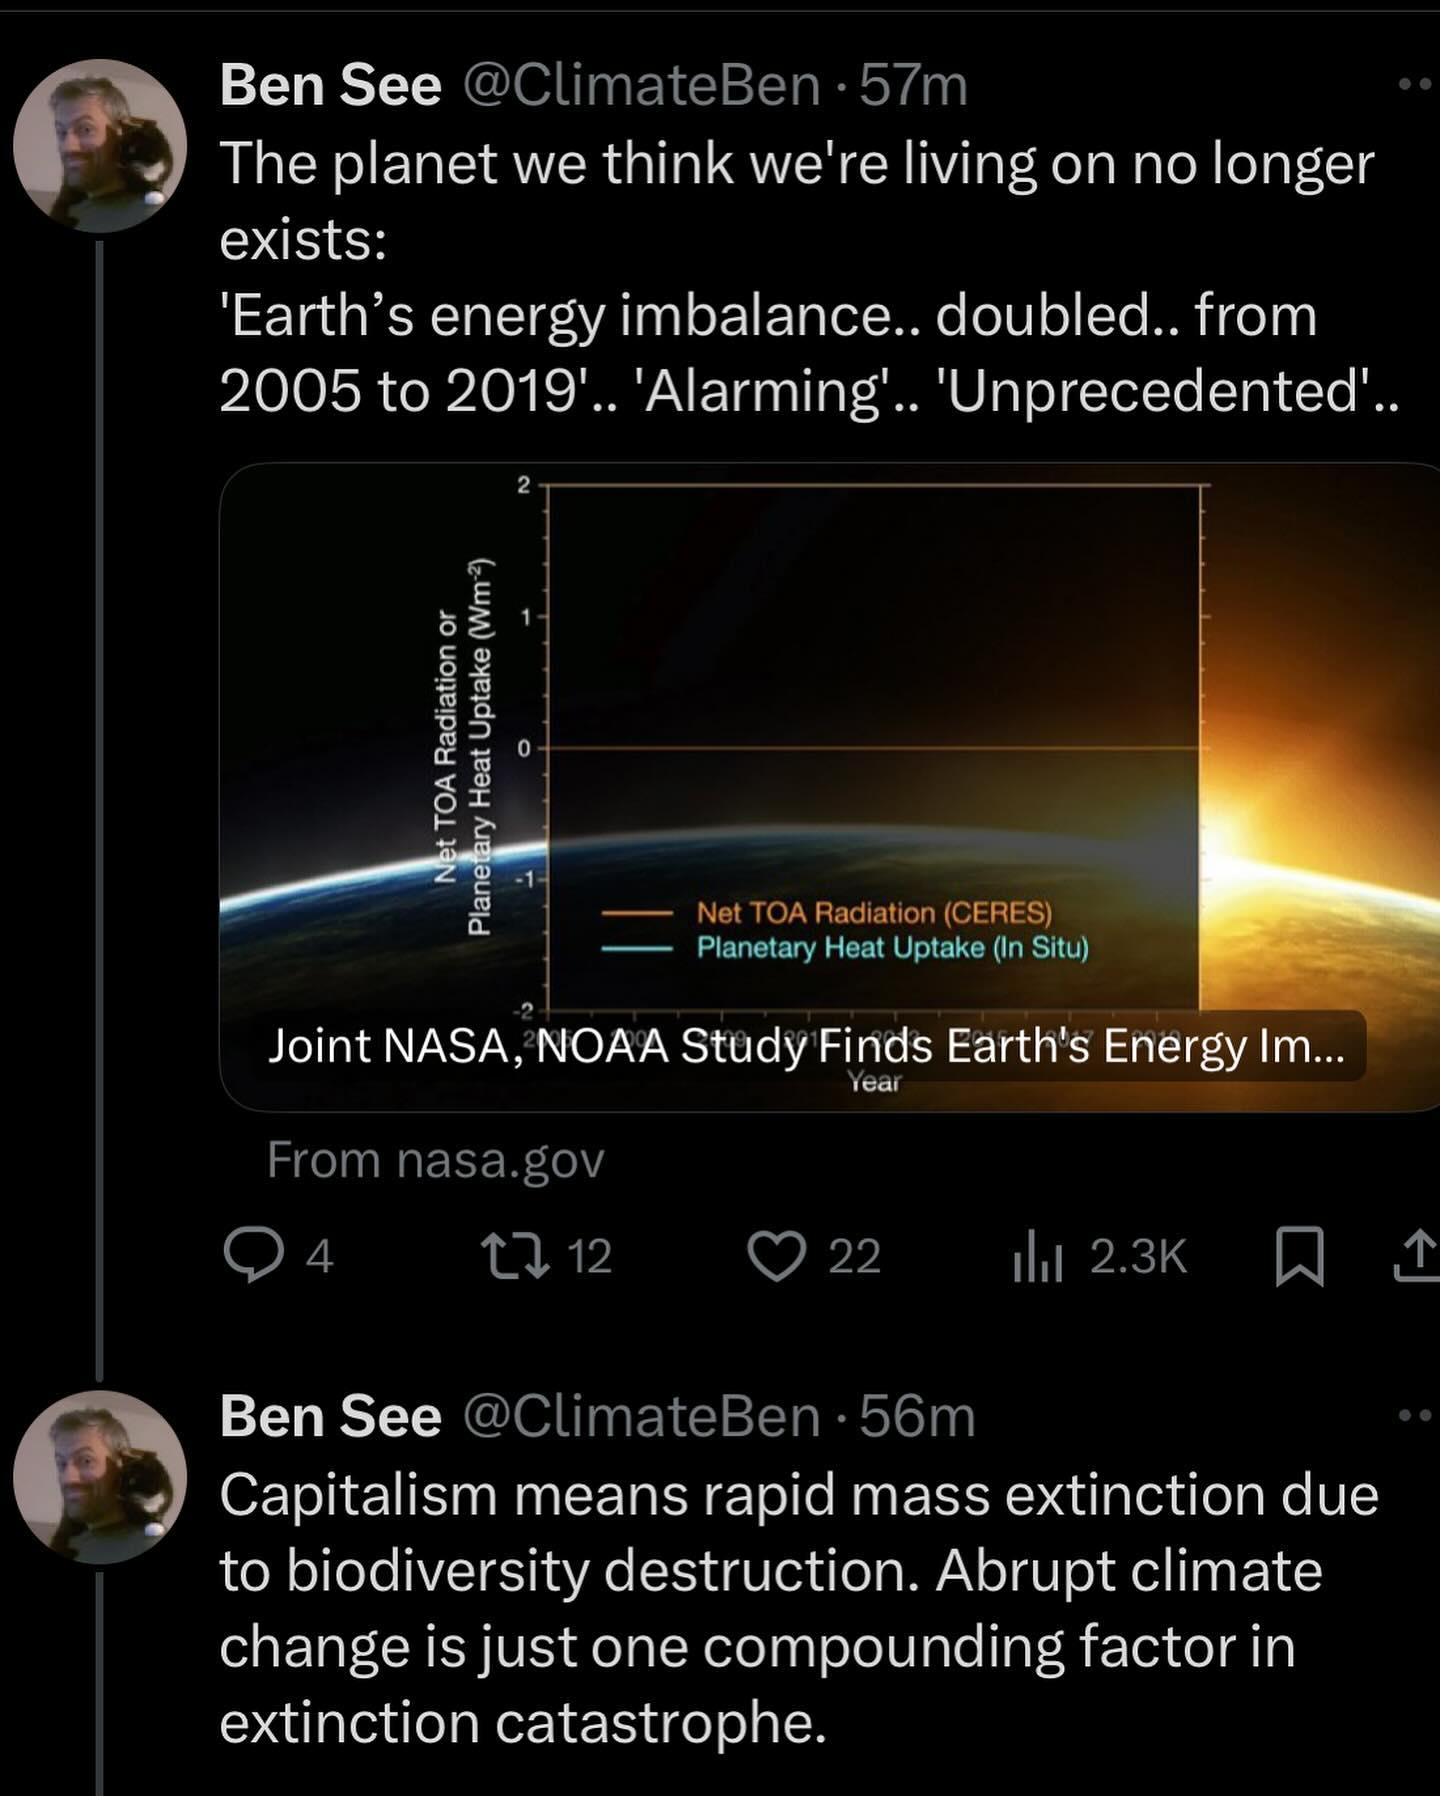 Ben See @ClimateBen · 57m
The planet we think we're living on no longer
exists:
'Earth’s energy imbalance.. doubled.. from
2005 to 2019'.. 'Alarming'.. 'Unprecedented'..
2
1
0
-1
-2
Net TOA Radiation or
Planetary Heat Uptake (Wm-2)
Net TOA Radiation (CERES)
Planetary Heat Uptake (In Situ)
Joint NASA, NOAA Study Finds Earth's Energy Im...
Year
From nasa.gov
4 12 22 2.3K
Ben See @ClimateBen · 56m
Capitalism means rapid mass extinction due
to biodiversity destruction. Abrupt climate
change is just one compounding factor in
extinction catastrophe.